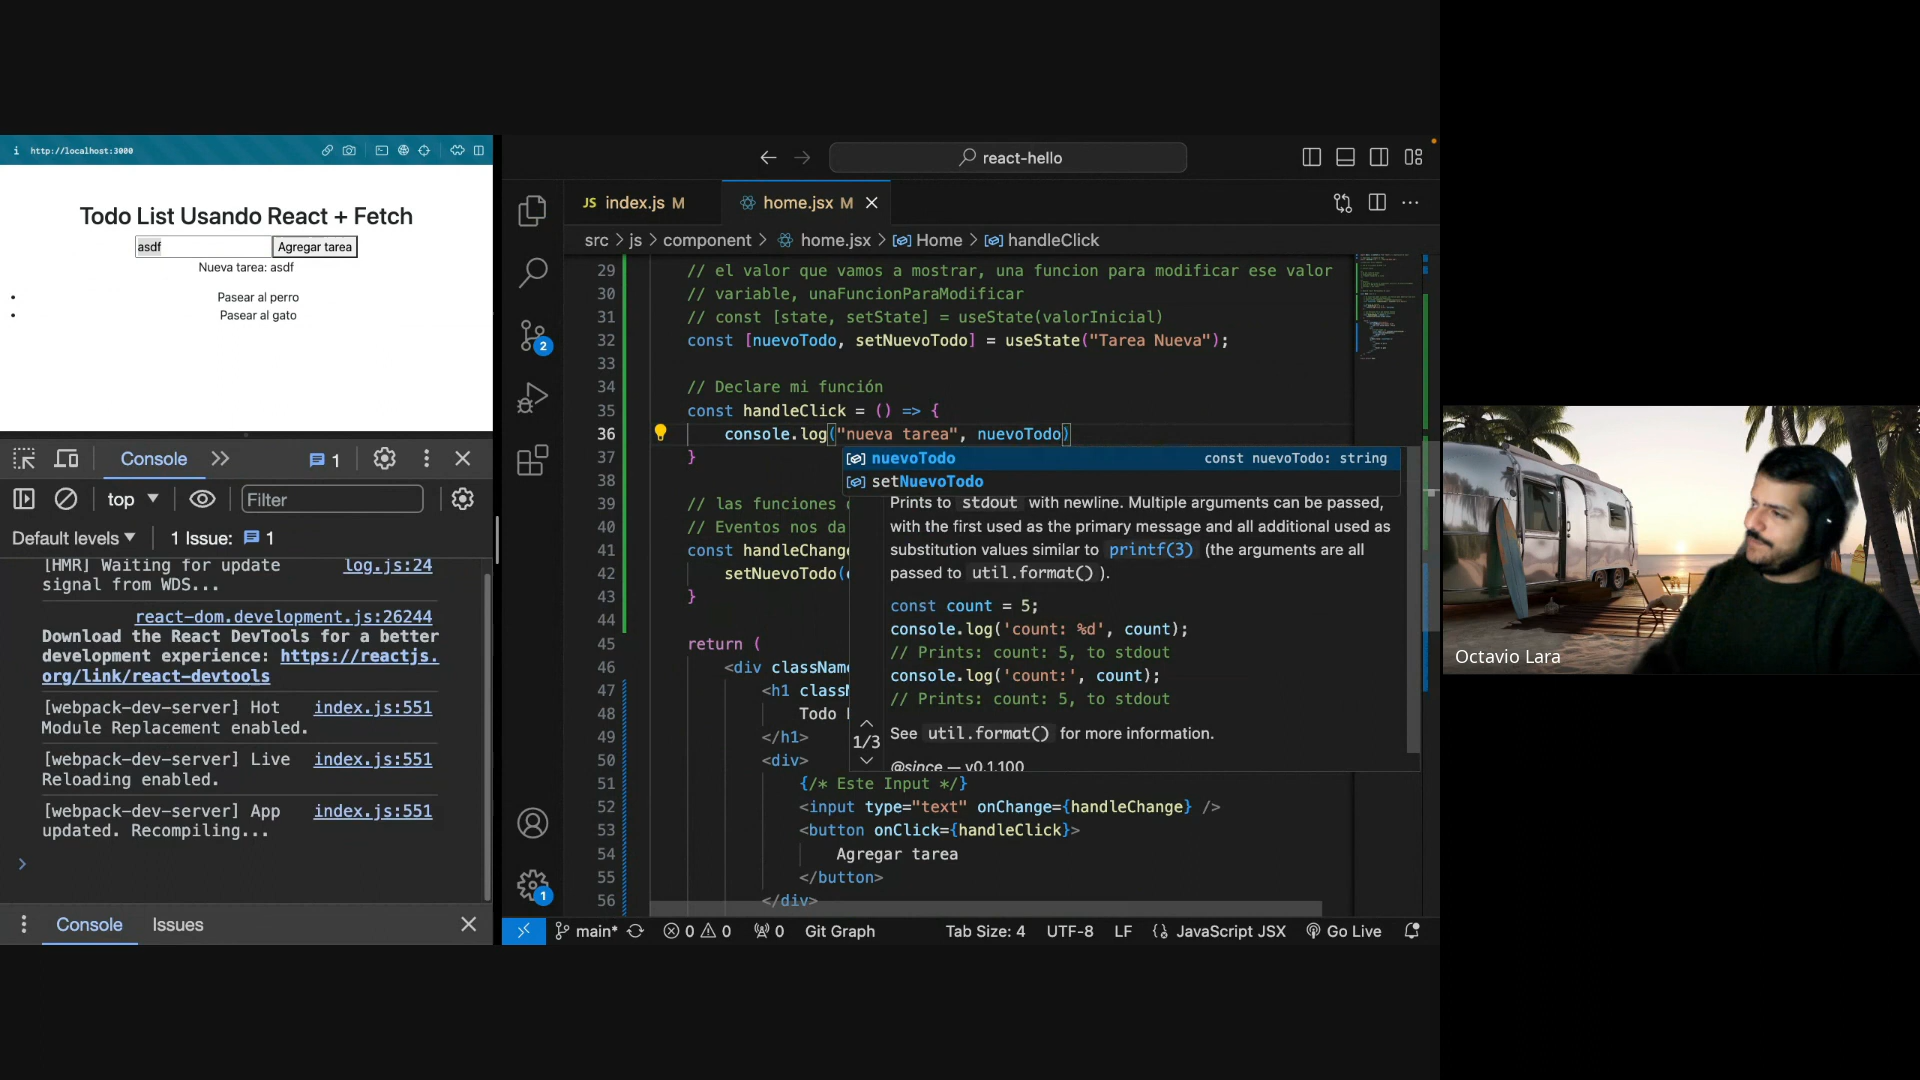 http://localhost:3000
Todo List Usando React + Fetch
asdf
Agregar tarea
Nueva tarea: asdf
Pasear al perro
Pasear al gato
Console
1
top
Filter
Default levels
1 Issue: 1
[HMR] Waiting for update signal from WDS... log.js:24
react-dom.development.js:26244
Download the React DevTools for a better
development experience: https://reactjs.
org/link/react-devtools
[webpack-dev-server] Hot index.js:551
Module Replacement enabled.
[webpack-dev-server] Live index.js:551
Reloading enabled.
[webpack-dev-server] App index.js:551
updated. Recompiling...
Console Issues
react-hello
JS index.js M
home.jsx M
src > js > component > home.jsx > Home > handleClick
2
1
29 // el valor que vamos a mostrar, una funcion para modificar ese valor
30 // variable, unaFuncionParaModificar
31 // const [state, setState] = useState(valorInicial)
32 const [nuevoTodo, setNuevoTodo] = useState("Tarea Nueva");
33
34 // Declare mi función
35 const handleClick = () => {
36 console.log("nueva tarea", nuevoTodo)
37 }
38
39 // las funciones
40 // Eventos nos da
41 const handleChang
42 setNuevoTodo(
43 }
44
45 return (
46 <div classNam
47 <h1 class
48 Todo
49 </h1>
50 <div>
51 {/* Este Input */}
52 <input type="text" onChange={handleChange} />
53 <button onClick={handleClick}>
54 Agregar tarea
55 </button>
56 </div>
nuevoTodo const nuevoTodo: string
setNuevoTodo
Prints to stdout with newline. Multiple arguments can be passed,
with the first used as the primary message and all additional used as
substitution values similar to printf(3) (the arguments are all
passed to util.format() ).
const count = 5;
console.log('count: %d', count);
// Prints: count: 5, to stdout
console.log('count:', count);
// Prints: count: 5, to stdout
1/3
See util.format() for more information.
@since — v0.1.100
main* 0 0 0 Git Graph Tab Size: 4 UTF-8 LF JavaScript JSX Go Live
Octavio Lara